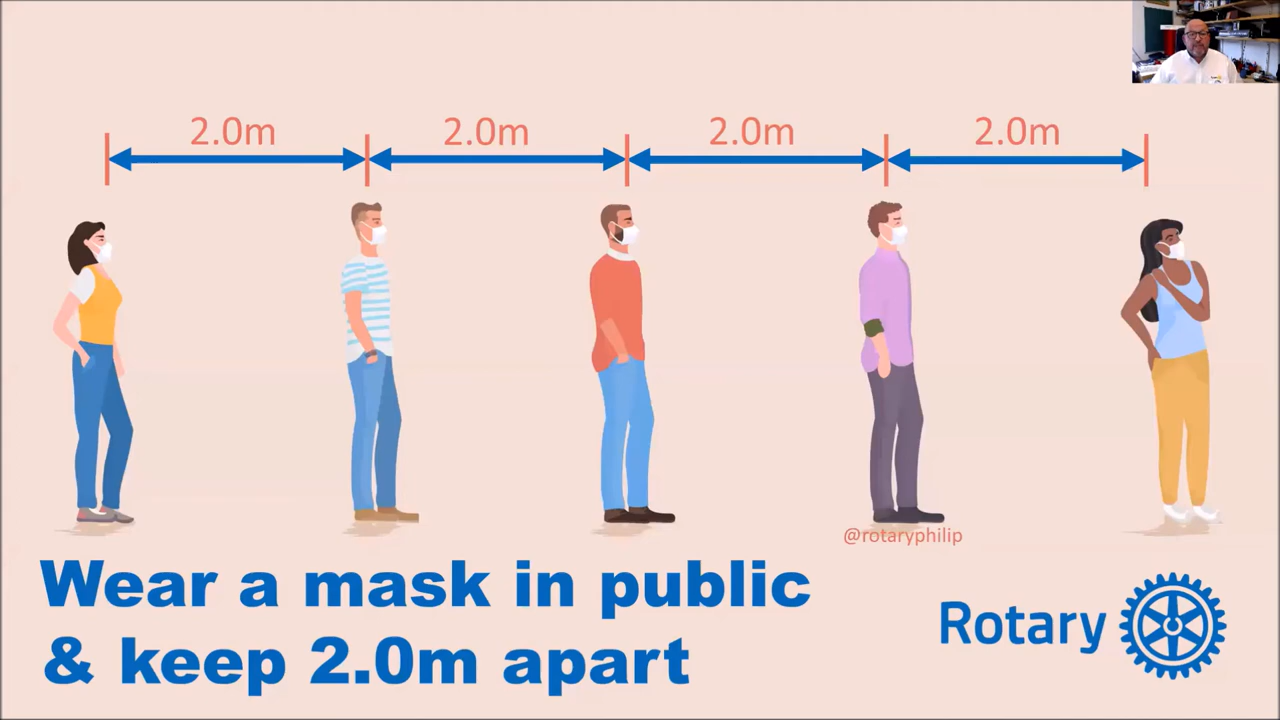 2.0m 2.0m 2.0m 2.0m
@rotaryphilip
Wear a mask in public
& keep 2.0m apart
Rotary